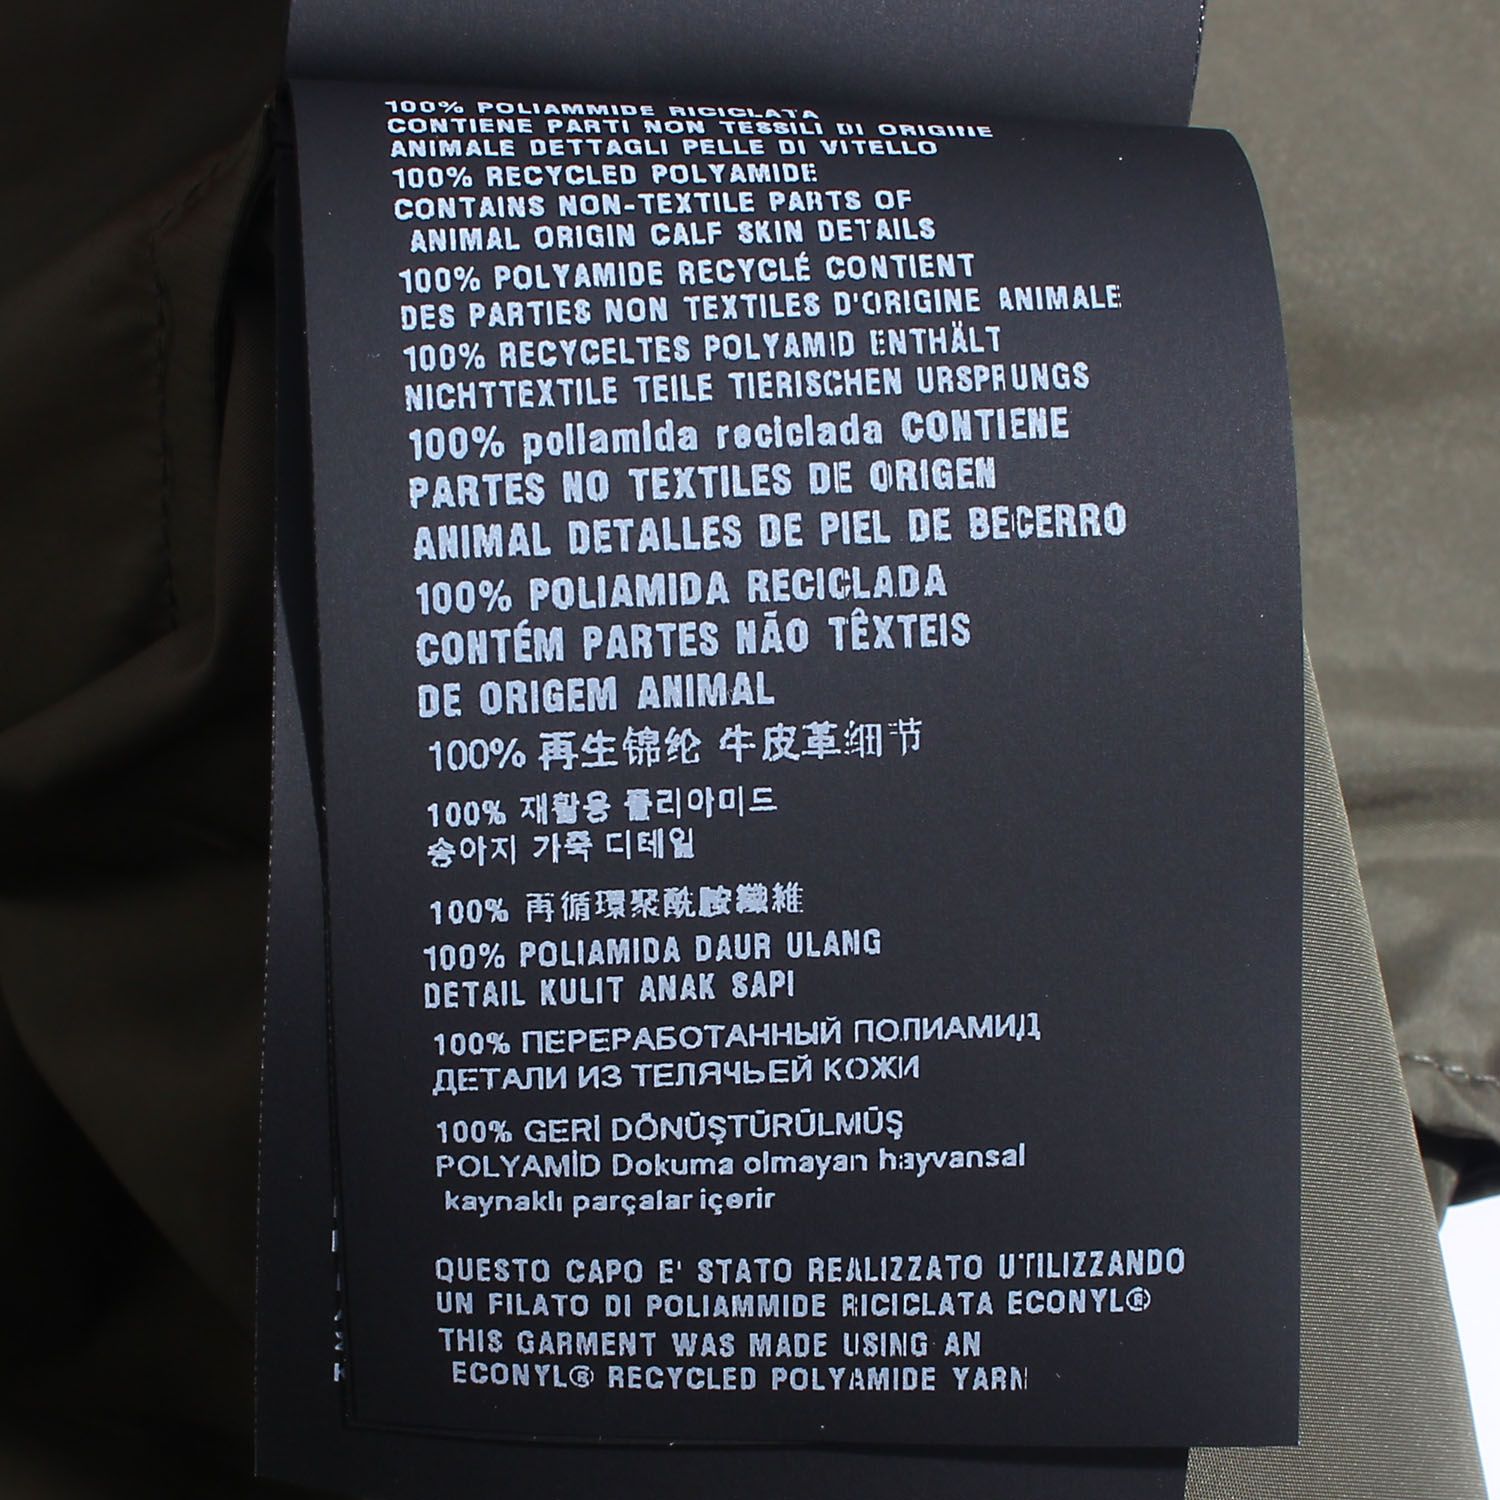 100% POLIAMMIDE RICICLATA
CONTIENE PARTI NON TESSILI DI ORIGINE
ANIMALE DETTAGLI PELLE DI VITELLO
100% RECYCLED POLYAMIDE
CONTAINS NON-TEXTILE PARTS OF
ANIMAL ORIGIN CALF SKIN DETAILS
100% POLYAMIDE RECYCLÉ CONTIENT
DES PARTIES NON TEXTILES D'ORIGINE ANIMALE
100% RECYCELTES POLYAMID ENTHÄLT
NICHTTEXTILE TEILE TIERISCHEN URSPRUNGS
100% poliamida reciclada CONTIENE
PARTES NO TEXTILES DE ORIGEN
ANIMAL DETALLES DE PIEL DE BECERRO
100% POLIAMIDA RECICLADA
CONTÉM PARTES NÃO TÊXTEIS
DE ORIGEM ANIMAL
100% 再生锦纶 牛皮革细节
100% 재활용 폴리아미드
송아지 가죽 디테일
100% 再循環聚酰胺纖維
100% POLIAMIDA DAUR ULANG
DETAIL KULIT ANAK SAPI
100% ПЕРЕРАБОТАННЫЙ ПОЛИАМИД
ДЕТАЛИ ИЗ ТЕЛЯЧЬЕЙ КОЖИ
100% GERİ DÖNÜŞTÜRÜLMÜŞ
POLYAMİD Dokuma olmayan hayvansal
kaynaklı parçalar içerir
QUESTO CAPO E' STATO REALIZZATO UTILIZZANDO
UN FILATO DI POLIAMMIDE RICICLATA ECONYL®
THIS GARMENT WAS MADE USING AN
ECONYL® RECYCLED POLYAMIDE YARN